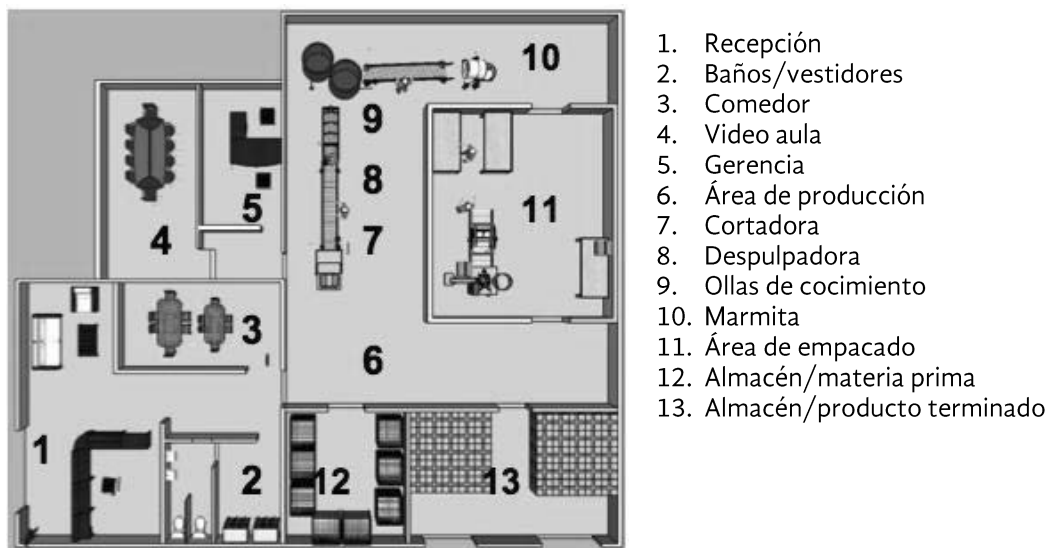 10
9
8
11
5
7
4
3
6
1
2
12
13
1. Recepción
2. Baños/vestidores
3. Comedor
4. Video aula
5. Gerencia
6. Área de producción
7. Cortadora
8. Despulpadora
9. Ollas de cocimiento
10. Marmita
11. Área de empacado
12. Almacén/materia prima
13. Almacén/producto terminado